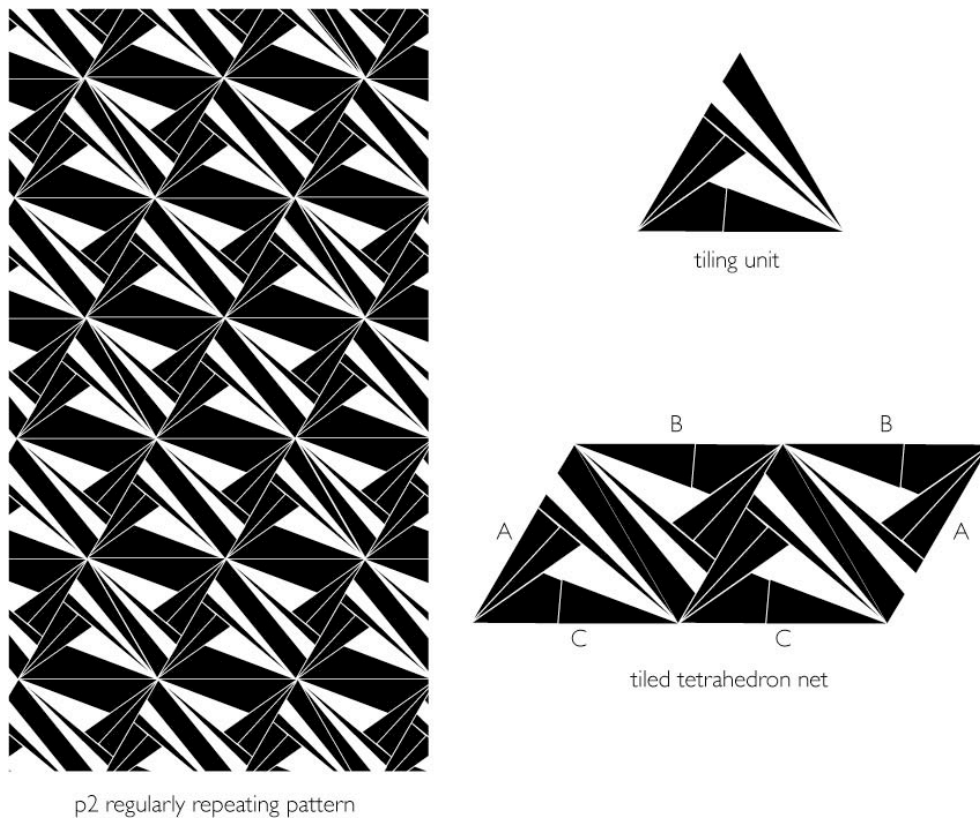 tiling unit
B B
A A
C C
tiled tetrahedron net
p2 regularly repeating pattern